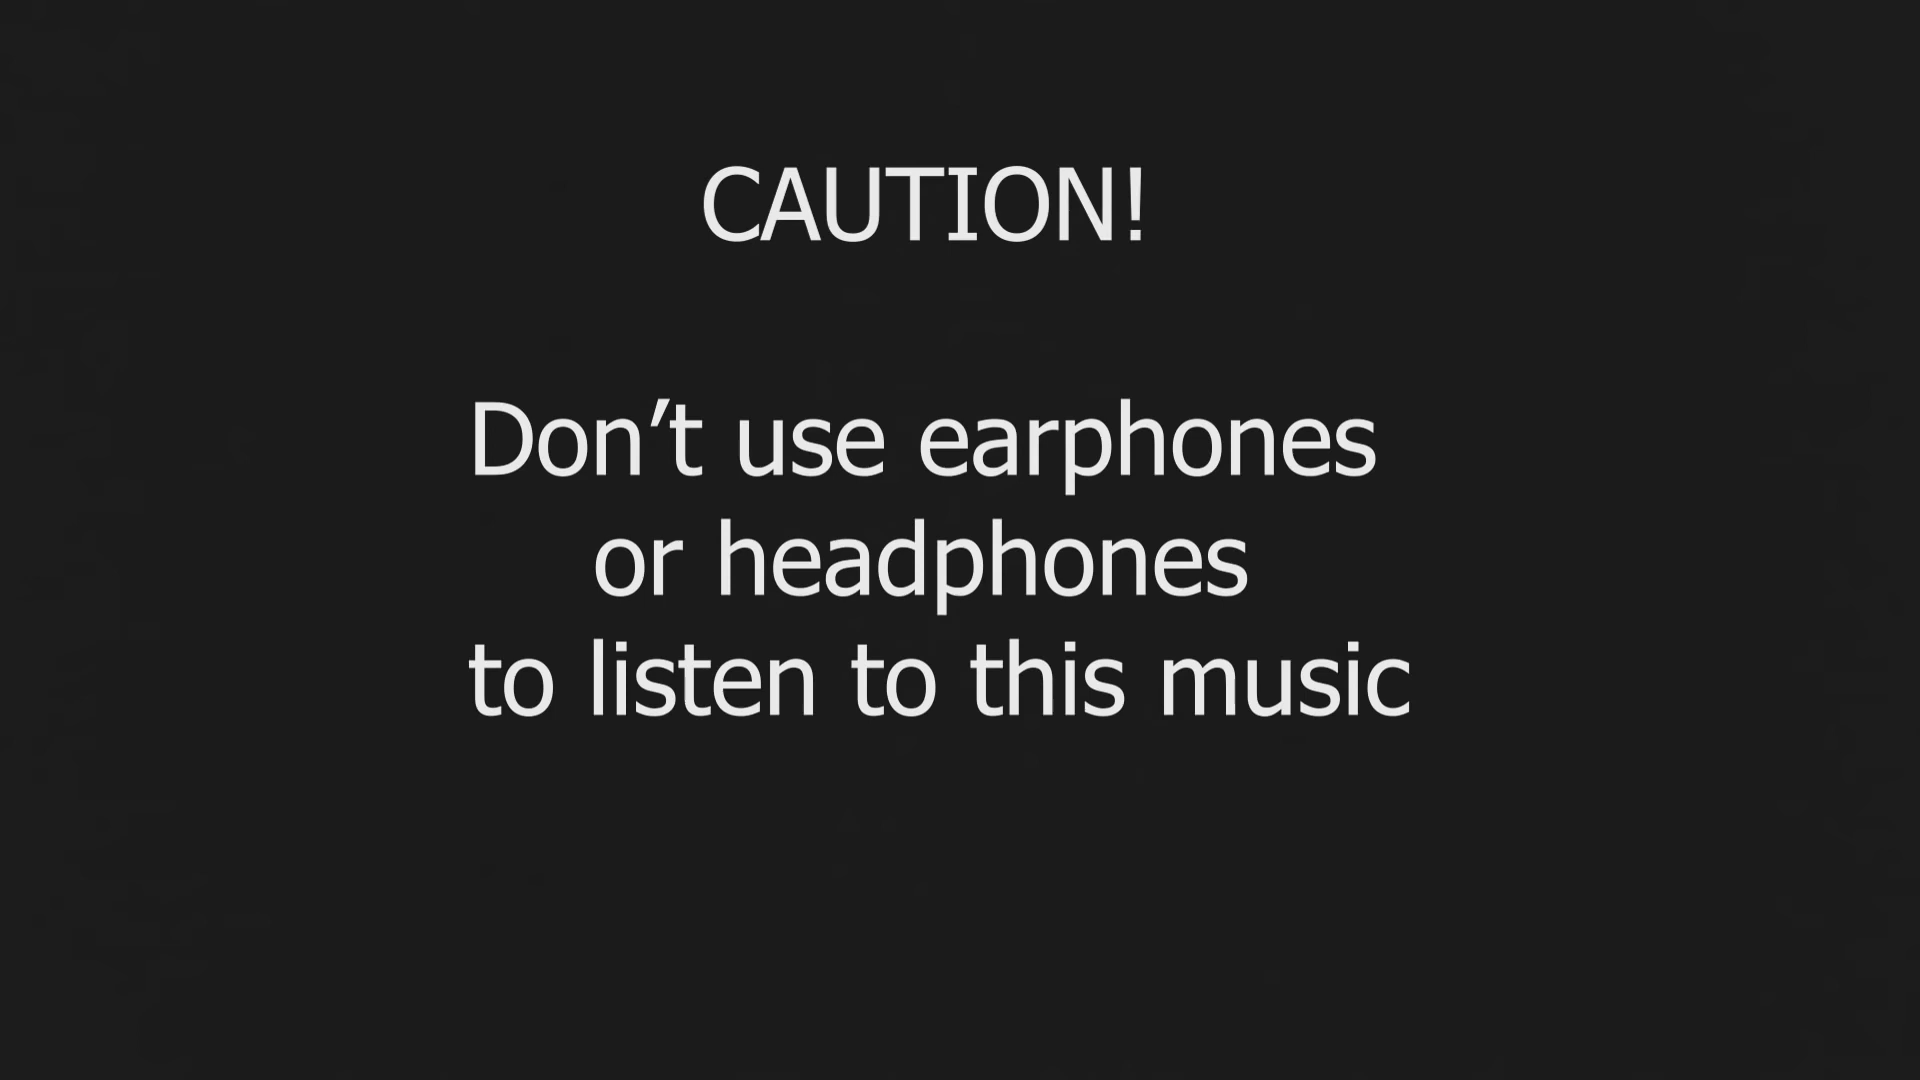 CAUTION!
Don’t use earphones
or headphones
to listen to this music